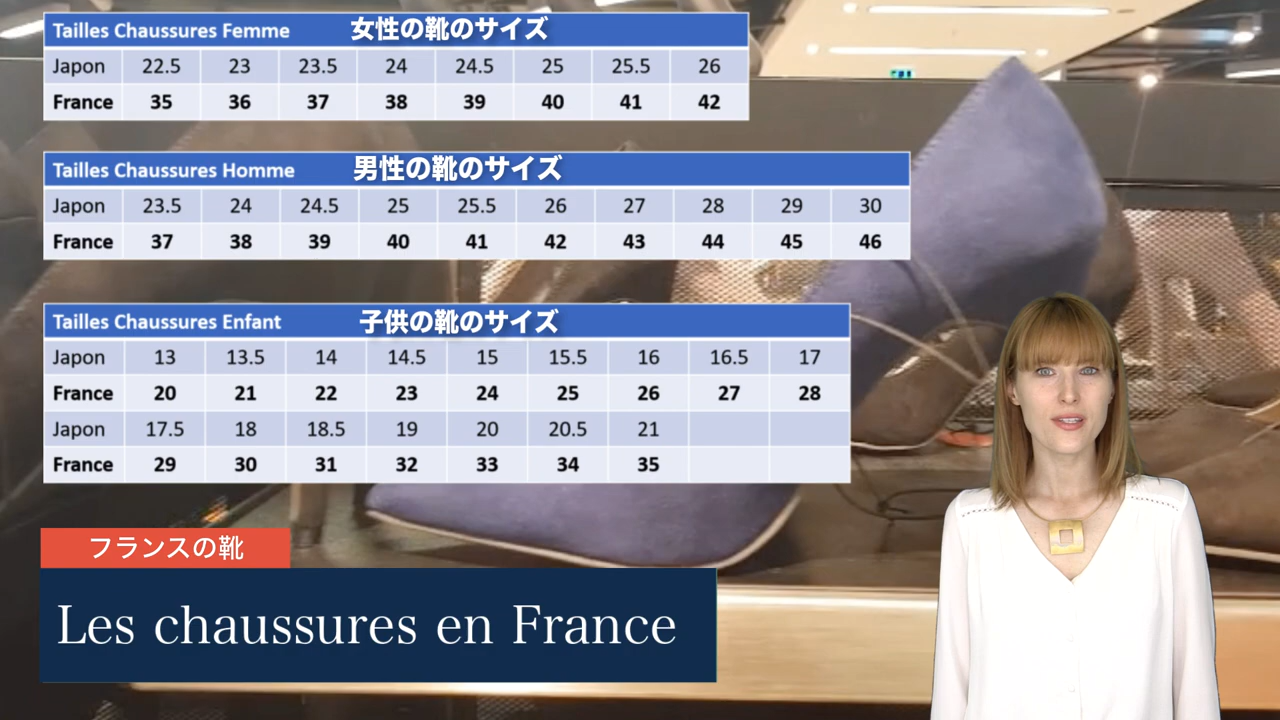 Tailles Chaussures Femme 女性の靴のサイズ
Japon 22.5 23 23.5 24 24.5 25 25.5 26
France 35 36 37 38 39 40 41 42
Tailles Chaussures Homme 男性の靴のサイズ
Japon 23.5 24 24.5 25 25.5 26 27 28 29 30
France 37 38 39 40 41 42 43 44 45 46
Tailles Chaussures Enfant 子供の靴のサイズ
Japon 13 13.5 14 14.5 15 15.5 16 16.5 17
France 20 21 22 23 24 25 26 27 28
Japon 17.5 18 18.5 19 20 20.5 21
France 29 30 31 32 33 34 35
フランスの靴
Les chaussures en France